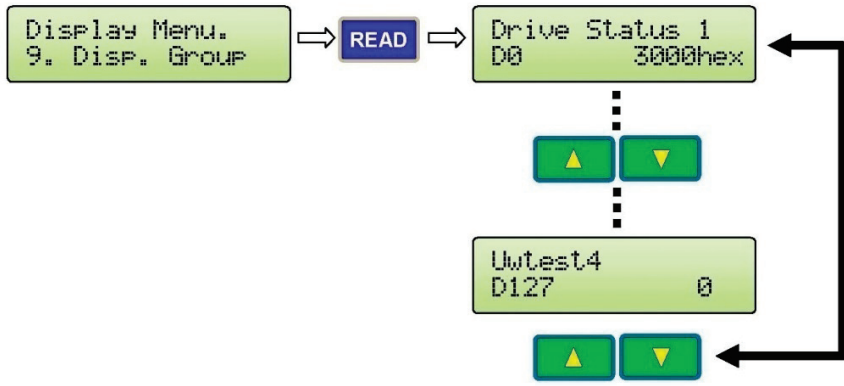 Display Menu.
9. Disp. Group
READ
Drive Status 1
D0 3000hex
Uwtest4
D127 0